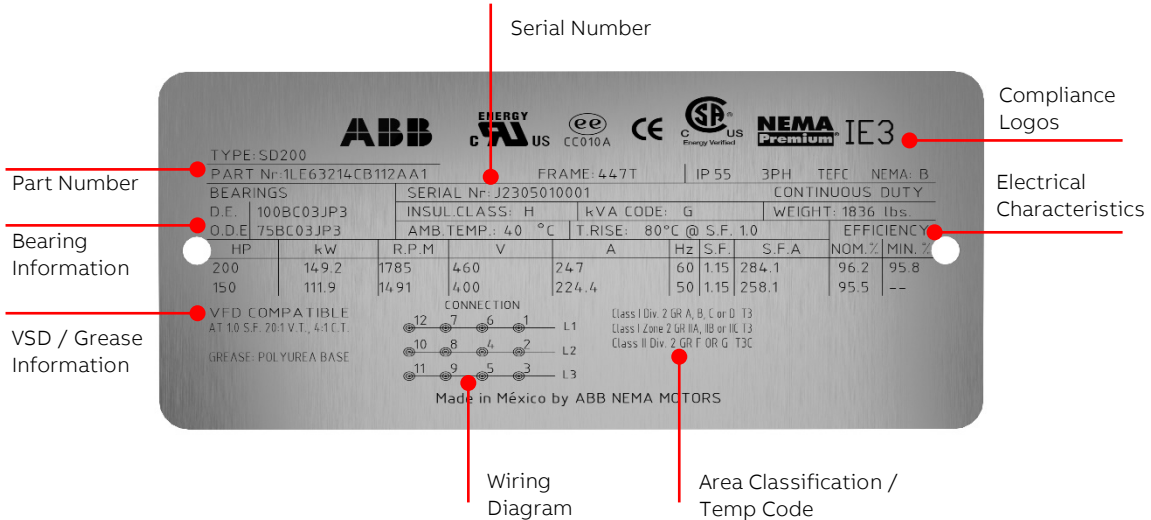 Serial Number
ABB
C UR US
ENERGY
ee
CC010A
CE
C SA® US
Energy Verified
NEMA
Premium®
IE3
Compliance
Logos
TYPE: SD200
Part Number
PART Nr:1LE63214CB112AA1 FRAME: 447T IP 55 3PH TEFC NEMA: B
BEARINGS SERIAL Nr: J2305010001 CONTINUOUS DUTY
Electrical
Characteristics
D.E. 100BC03JP3 INSUL.CLASS: H kVA CODE: G WEIGHT: 1836 lbs.
O.D.E 75BC03JP3 AMB.TEMP.: 40 °C T.RISE: 80°C @ S.F. 1.0 EFFICIENCY
Bearing
Information
HP kW R.P.M V A Hz S.F. S.F.A NOM.% MIN. %
200 149.2 1785 460 247 60 1.15 284.1 96.2 95.8
150 111.9 1491 400 224.4 50 1.15 258.1 95.5 --
VSD / Grease
Information
VFD COMPATIBLE
AT 1.0 S.F. 20:1 V.T., 4:1 C.T.
GREASE: POLYUREA BASE
CONNECTION
12 7 6 1 L1
10 8 4 2 L2
11 9 5 3 L3
Class I Div. 2 GR A, B, C or D T3
Class I Zone 2 GR IIA, IIB or IIC T3
Class II Div. 2 GR F OR G T3C
Made in México by ABB NEMA MOTORS
Wiring
Diagram
Area Classification /
Temp Code